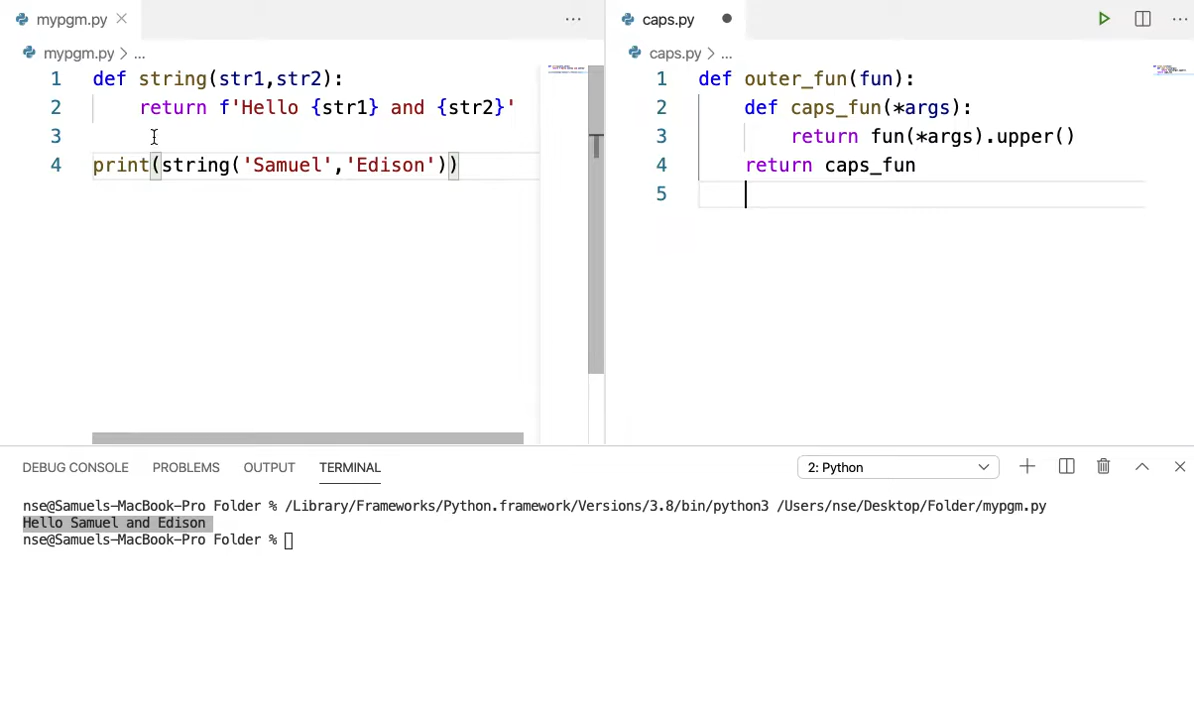 mypgm.py
mypgm.py > ...
1 def string(str1,str2):
2 return f'Hello {str1} and {str2}'
3
4 print(string('Samuel','Edison'))
caps.py
caps.py > ...
1 def outer_fun(fun):
2 def caps_fun(*args):
3 return fun(*args).upper()
4 return caps_fun
5
DEBUG CONSOLE PROBLEMS OUTPUT TERMINAL 2: Python
nse@Samuels-MacBook-Pro Folder % /Library/Frameworks/Python.framework/Versions/3.8/bin/python3 /Users/nse/Desktop/Folder/mypgm.py
Hello Samuel and Edison
nse@Samuels-MacBook-Pro Folder %